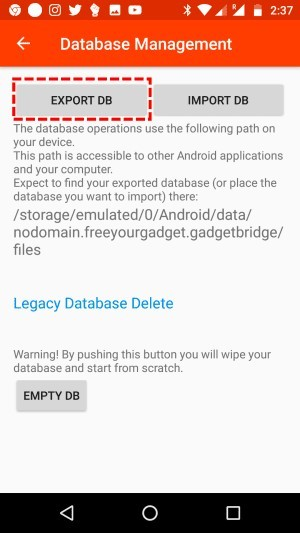 2:37
Database Management
EXPORT DB
IMPORT DB
The database operations use the following path on
your device.
This path is accessible to other Android applications
and your computer.
Expect to find your exported database (or place the
database you want to import) there:
/storage/emulated/0/Android/data/
nodomain.freeyourgadget.gadgetbridge/
files
Legacy Database Delete
Warning! By pushing this button you will wipe your
database and start from scratch.
EMPTY DB